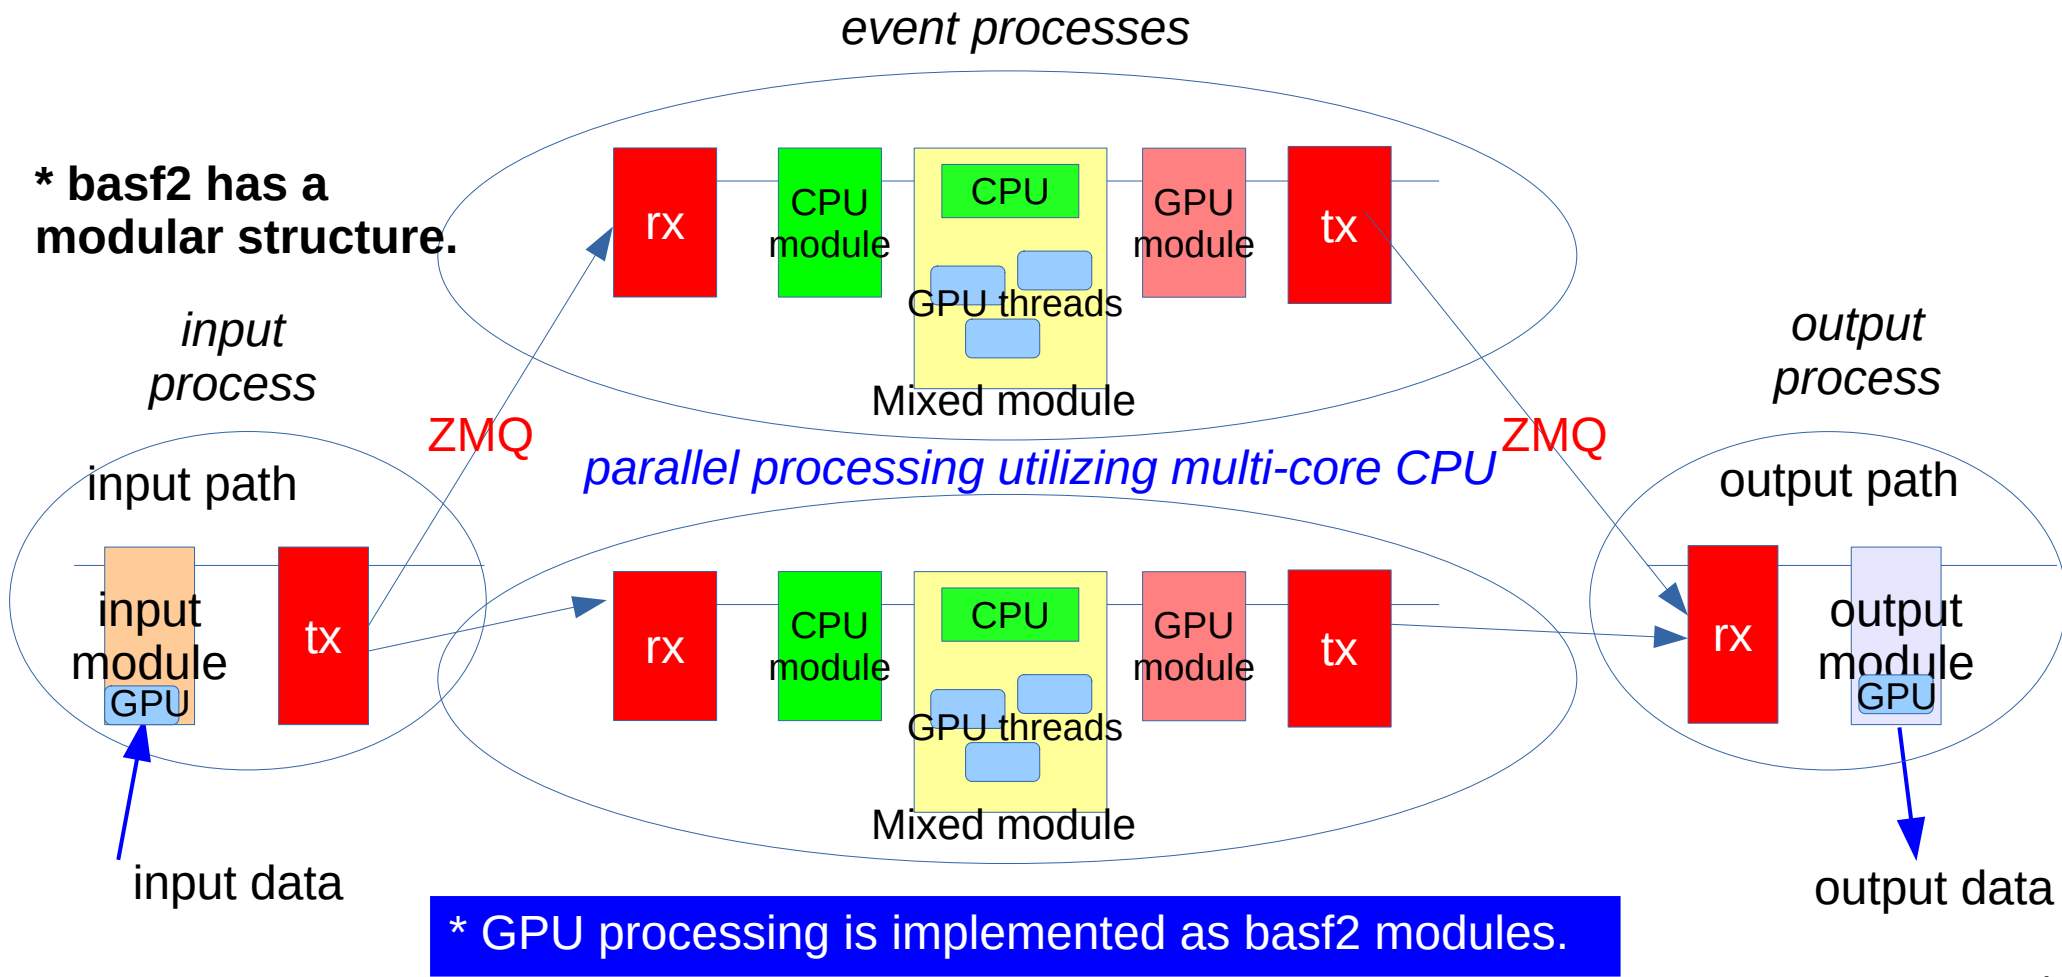 event processes
* basf2 has a
modular structure.
rx
CPU
module
CPU
GPU threads
Mixed module
GPU
module
tx
input
process
output
process
ZMQ
ZMQ
parallel processing utilizing multi-core CPU
input path
output path
input
module
GPU
tx
rx
CPU
module
CPU
GPU threads
Mixed module
GPU
module
tx
rx
output
module
GPU
input data
output data
* GPU processing is implemented as basf2 modules.